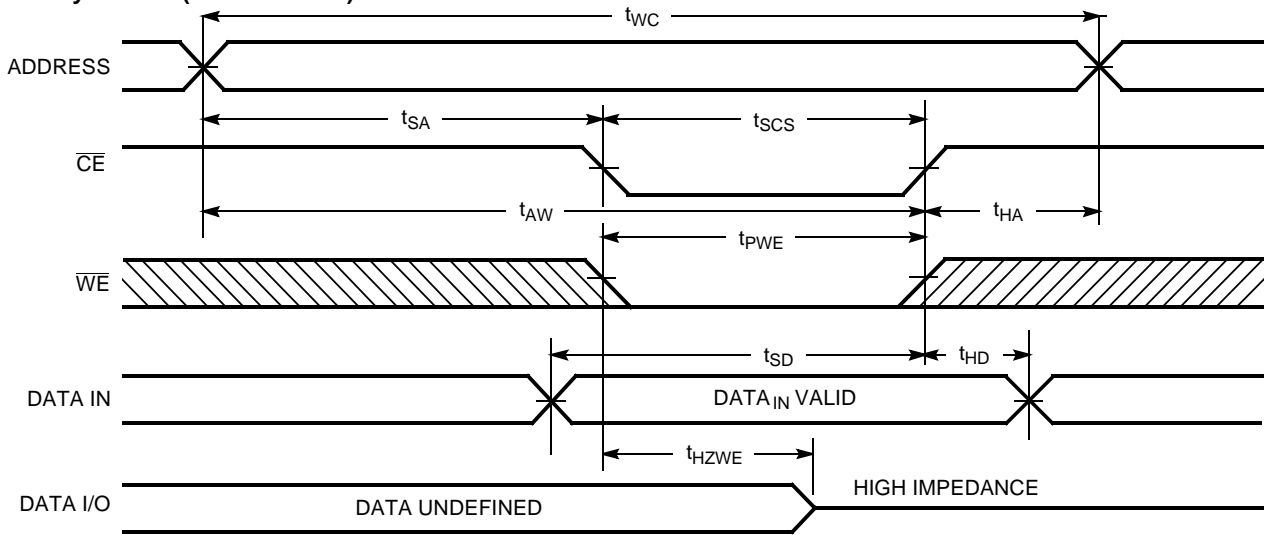 tWC
ADDRESS
tSA
tSCS
CE
tAW
tHA
tPWE
WE
tSD
tHD
DATA IN
DATAIN VALID
tHZWE
HIGH IMPEDANCE
DATA I/O
DATA UNDEFINED